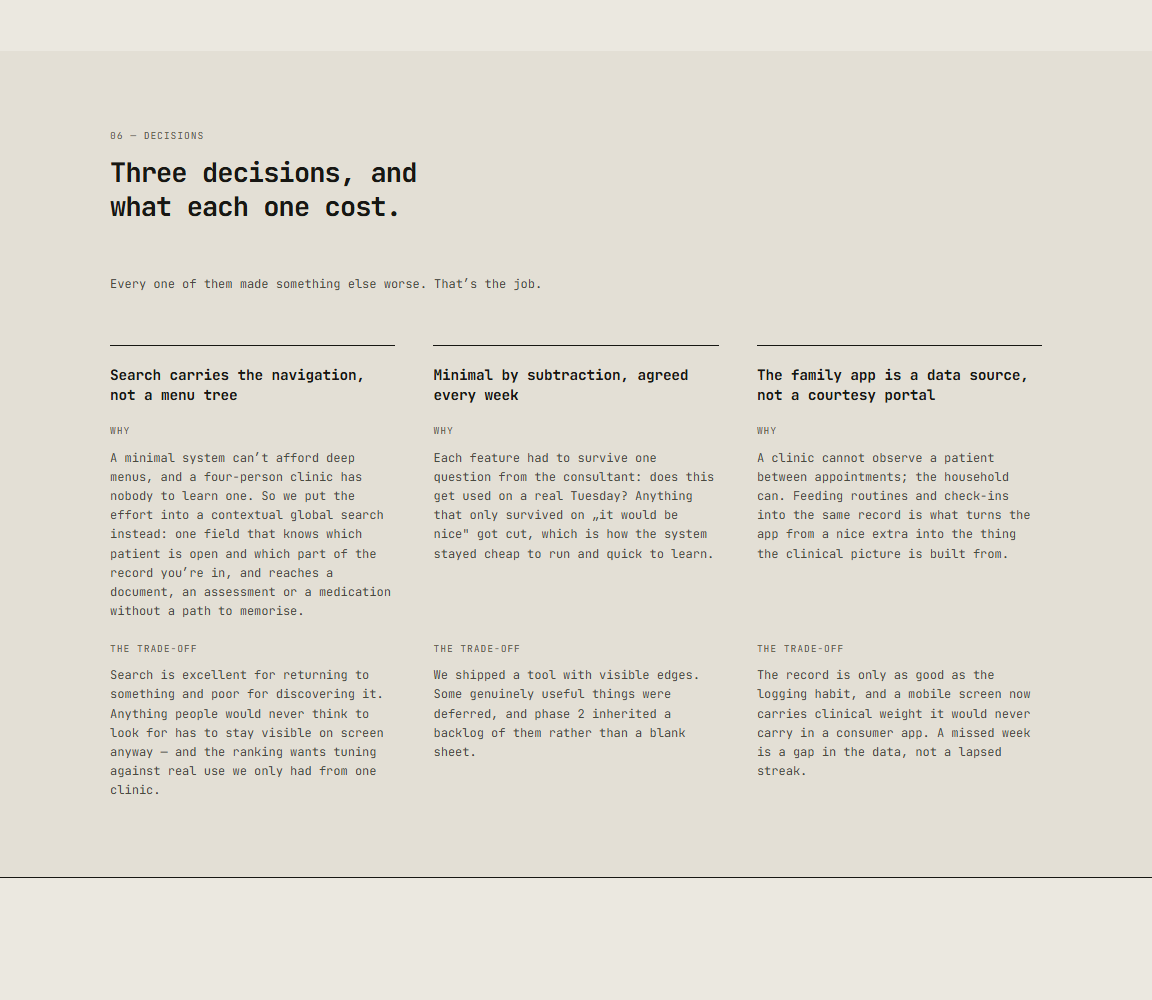 06 — DECISIONS
Three decisions, and
what each one cost.
Every one of them made something else worse. That’s the job.
Search carries the navigation,
not a menu tree
WHY
A minimal system can’t afford deep
menus, and a four-person clinic has
nobody to learn one. So we put the
effort into a contextual global search
instead: one field that knows which
patient is open and which part of the
record you’re in, and reaches a
document, an assessment or a medication
without a path to memorise.
THE TRADE-OFF
Search is excellent for returning to
something and poor for discovering it.
Anything people would never think to
look for has to stay visible on screen
anyway — and the ranking wants tuning
against real use we only had from one
clinic.
Minimal by subtraction, agreed
every week
WHY
Each feature had to survive one
question from the consultant: does this
get used on a real Tuesday? Anything
that only survived on „it would be
nice" got cut, which is how the system
stayed cheap to run and quick to learn.
THE TRADE-OFF
We shipped a tool with visible edges.
Some genuinely useful things were
deferred, and phase 2 inherited a
backlog of them rather than a blank
sheet.
The family app is a data source,
not a courtesy portal
WHY
A clinic cannot observe a patient
between appointments; the household
can. Feeding routines and check-ins
into the same record is what turns the
app from a nice extra into the thing
the clinical picture is built from.
THE TRADE-OFF
The record is only as good as the
logging habit, and a mobile screen now
carries clinical weight it would never
carry in a consumer app. A missed week
is a gap in the data, not a lapsed
streak.